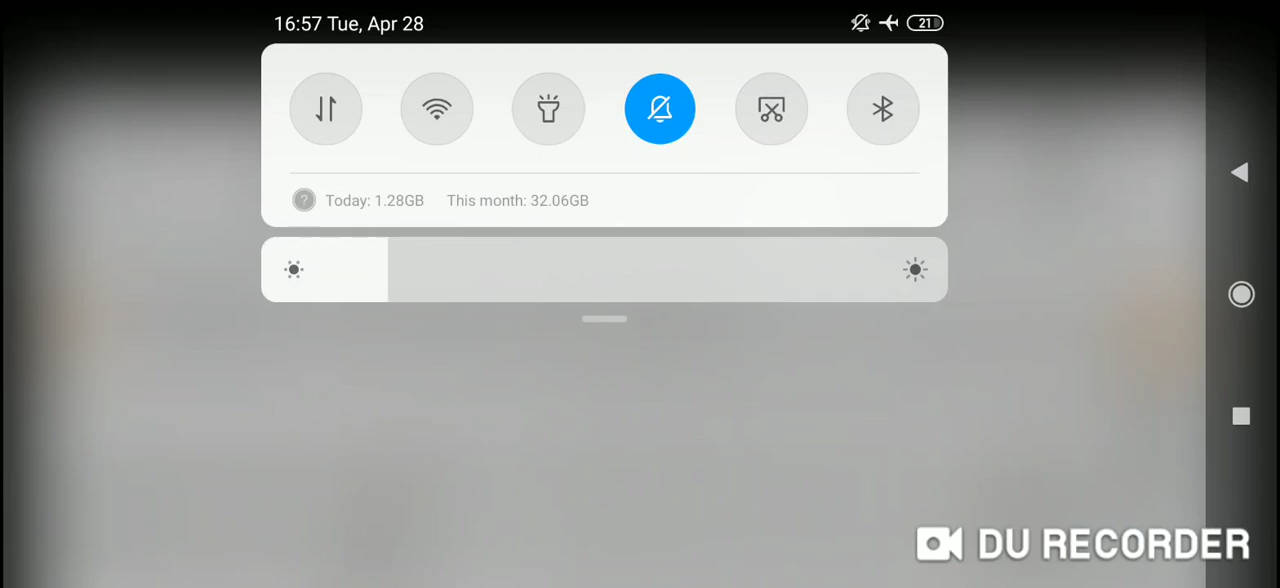 16:57 Tue, Apr 28
21
Today: 1.28GB This month: 32.06GB
DU RECORDER